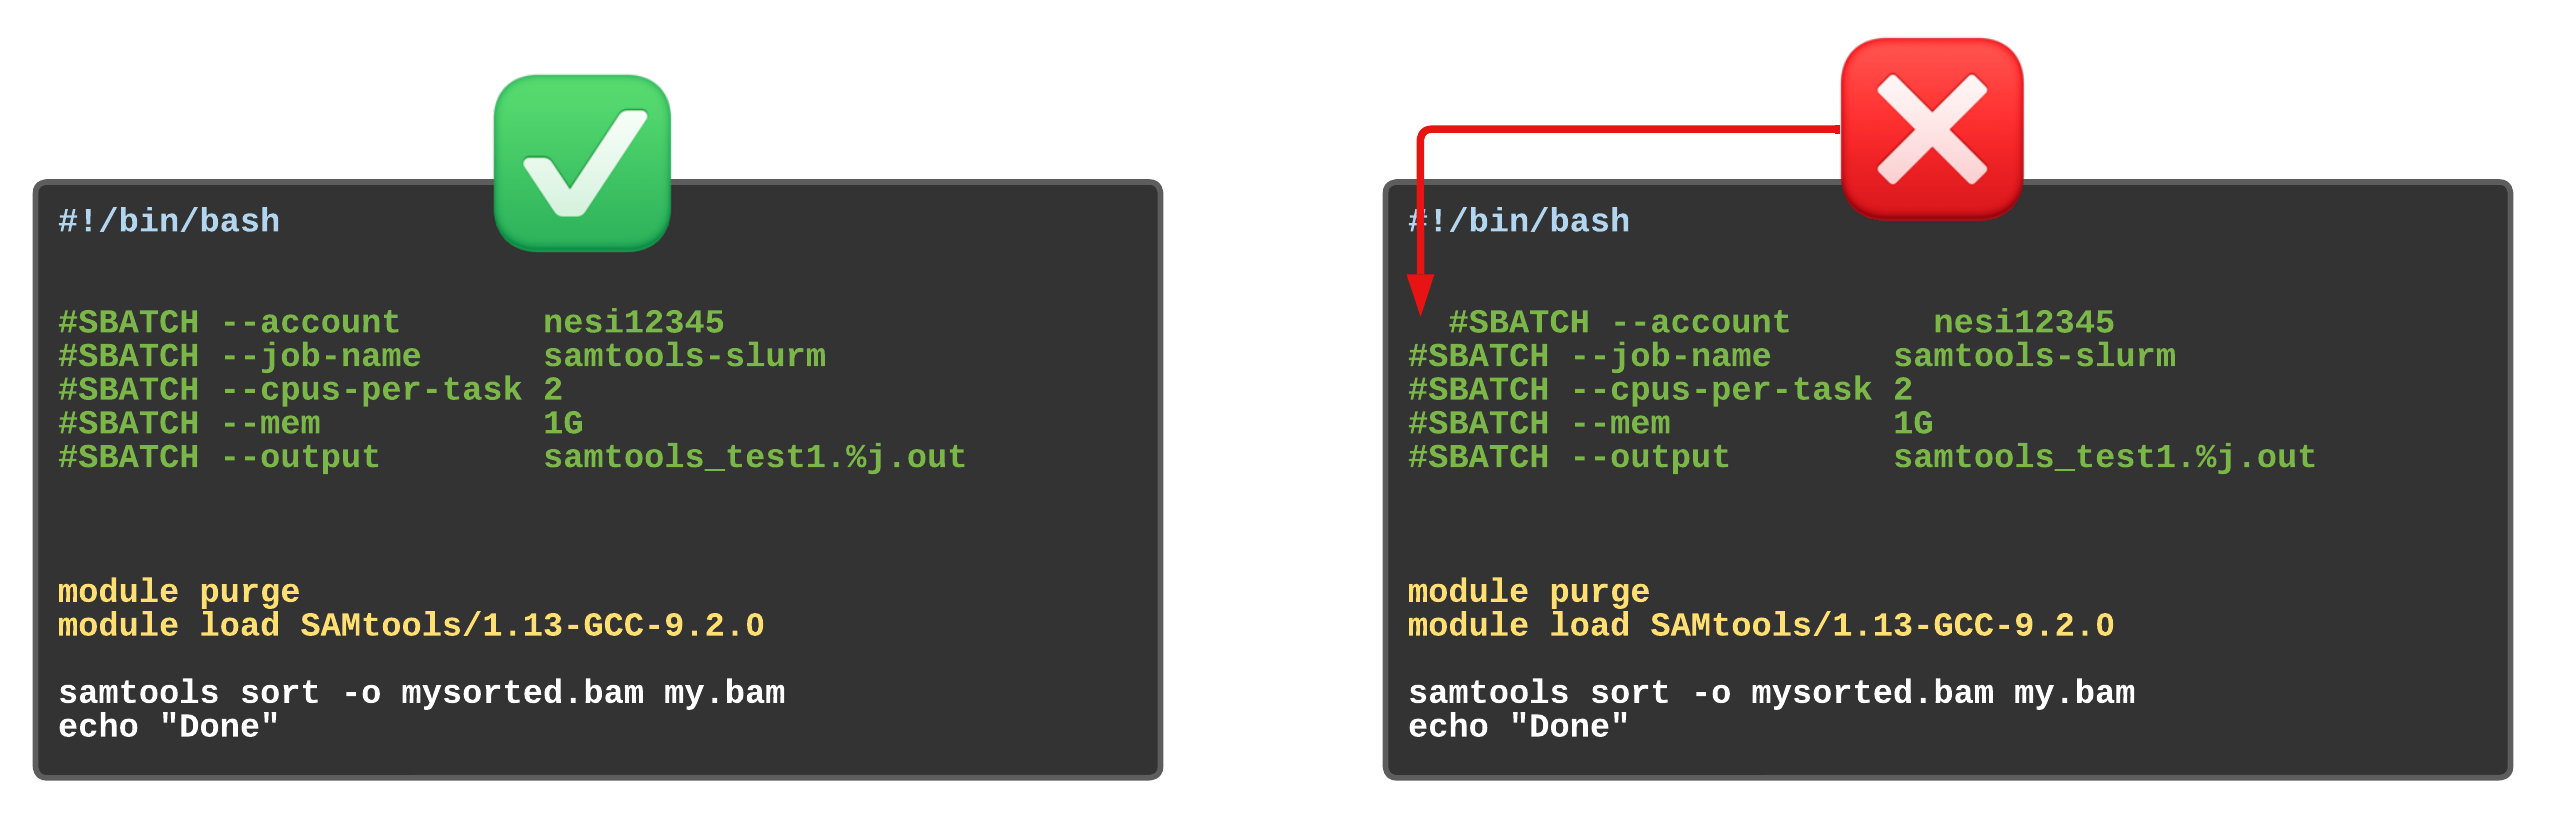 #!/bin/bash
#SBATCH --account       nesi12345
#SBATCH --job-name      samtools-slurm
#SBATCH --cpus-per-task 2
#SBATCH --mem           1G
#SBATCH --output        samtools_test1.%j.out
module purge
module load SAMtools/1.13-GCC-9.2.0
samtools sort -o mysorted.bam my.bam
echo "Done"
#!/bin/bash
  #SBATCH --account       nesi12345
#SBATCH --job-name      samtools-slurm
#SBATCH --cpus-per-task 2
#SBATCH --mem           1G
#SBATCH --output        samtools_test1.%j.out
module purge
module load SAMtools/1.13-GCC-9.2.0
samtools sort -o mysorted.bam my.bam
echo "Done"